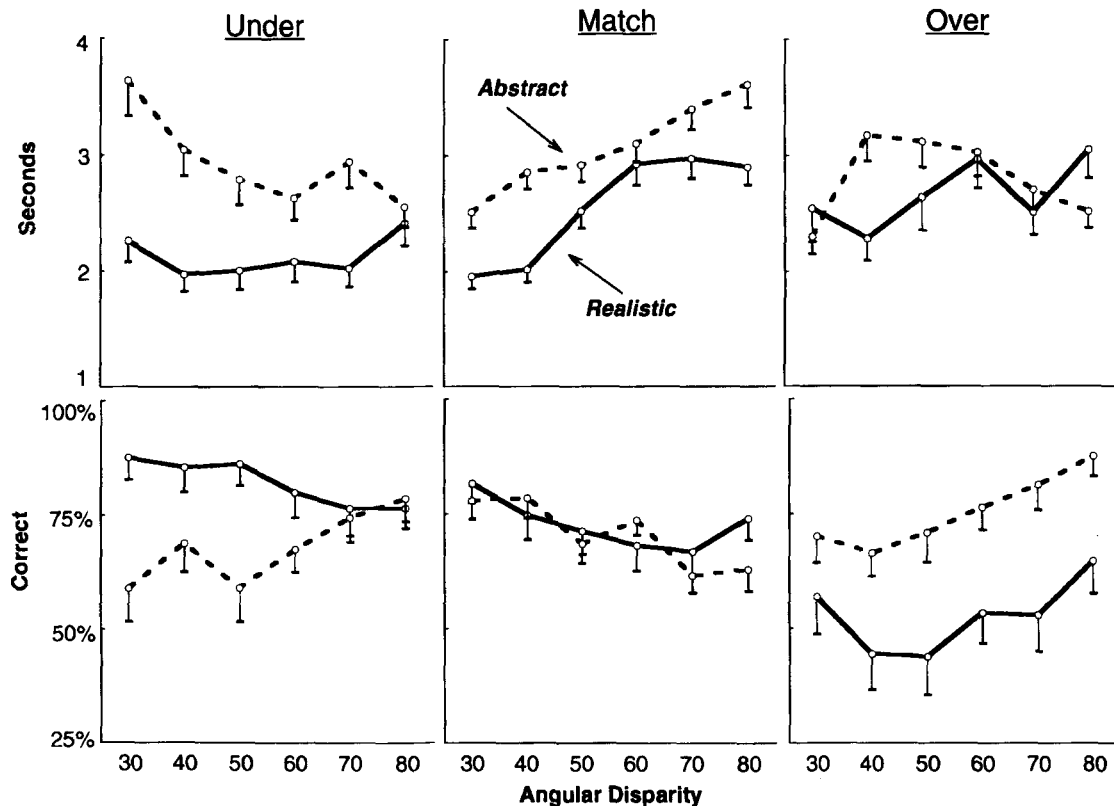 Under Match Over
Seconds
4
3
2
1
Abstract
Realistic
Correct
100%
75%
50%
25%
30 40 50 60 70 80 30 40 50 60 70 80 30 40 50 60 70 80
Angular Disparity